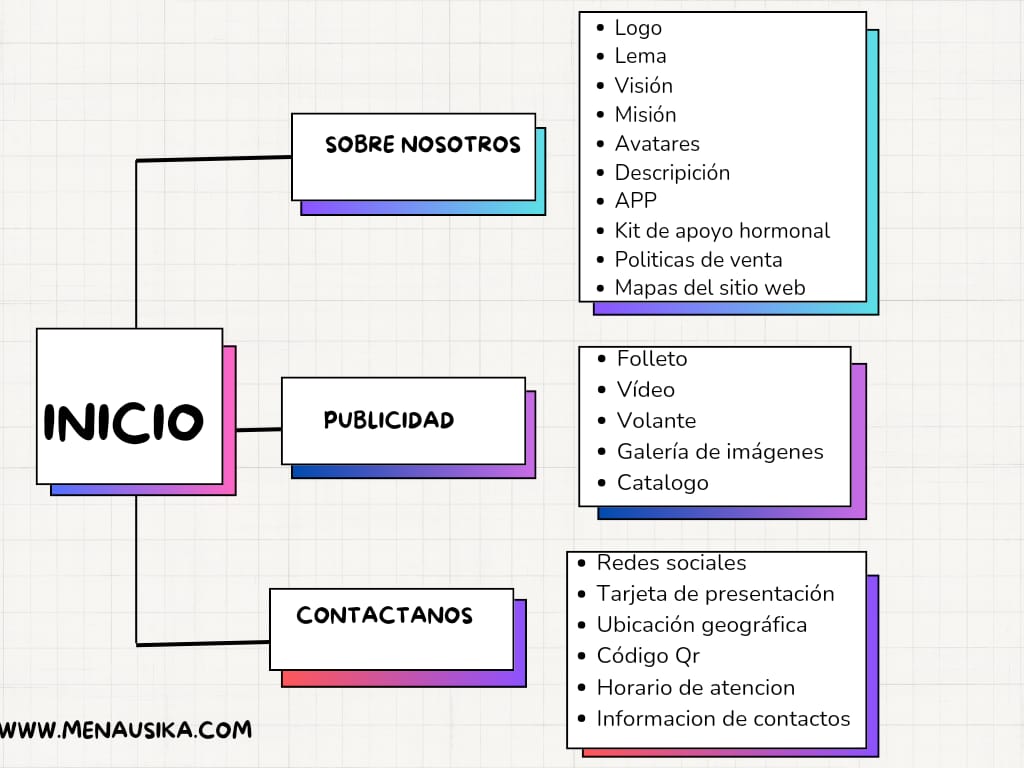 SOBRE NOSOTROS
Logo
Lema
Visión
Misión
Avatares
Descripición
APP
Kit de apoyo hormonal
Politicas de venta
Mapas del sitio web
INICIO
PUBLICIDAD
Folleto
Vídeo
Volante
Galería de imágenes
Catalogo
CONTACTANOS
Redes sociales
Tarjeta de presentación
Ubicación geográfica
Código Qr
Horario de atencion
Informacion de contactos
WWW.MENAUSIKA.COM